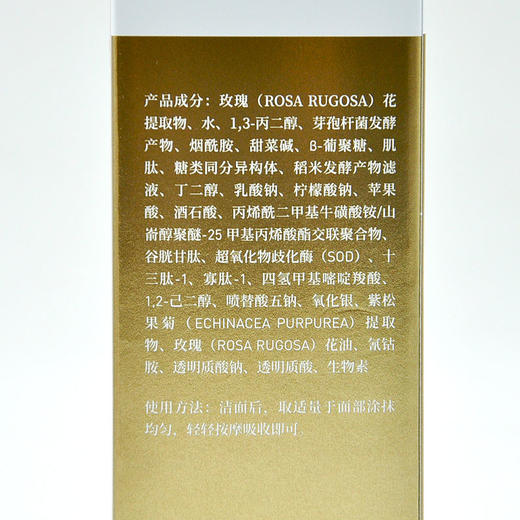 产品成分：玫瑰（ROSA RUGOSA）花
提取物、水、1,3-丙二醇、芽孢杆菌发酵
产物、烟酰胺、甜菜碱、β-葡聚糖、肌
肽、糖类同分异构体、稻米发酵产物滤
液、丁二醇、乳酸钠、柠檬酸钠、苹果
酸、酒石酸、丙烯酰二甲基牛磺酸铵/山
嵛醇聚醚-25 甲基丙烯酸酯交联聚合物、
谷胱甘肽、超氧化物歧化酶（SOD）、十
三肽-1、寡肽-1、四氢甲基嘧啶羧酸、
1,2-己二醇、喷替酸五钠、氧化银、紫松
果菊（ECHINACEA PURPUREA）提取
物、玫瑰（ROSA RUGOSA）花油、氰钴
胺、透明质酸钠、透明质酸、生物素
使用方法：洁面后，取适量于面部涂抹
均匀，轻轻按摩吸收即可。